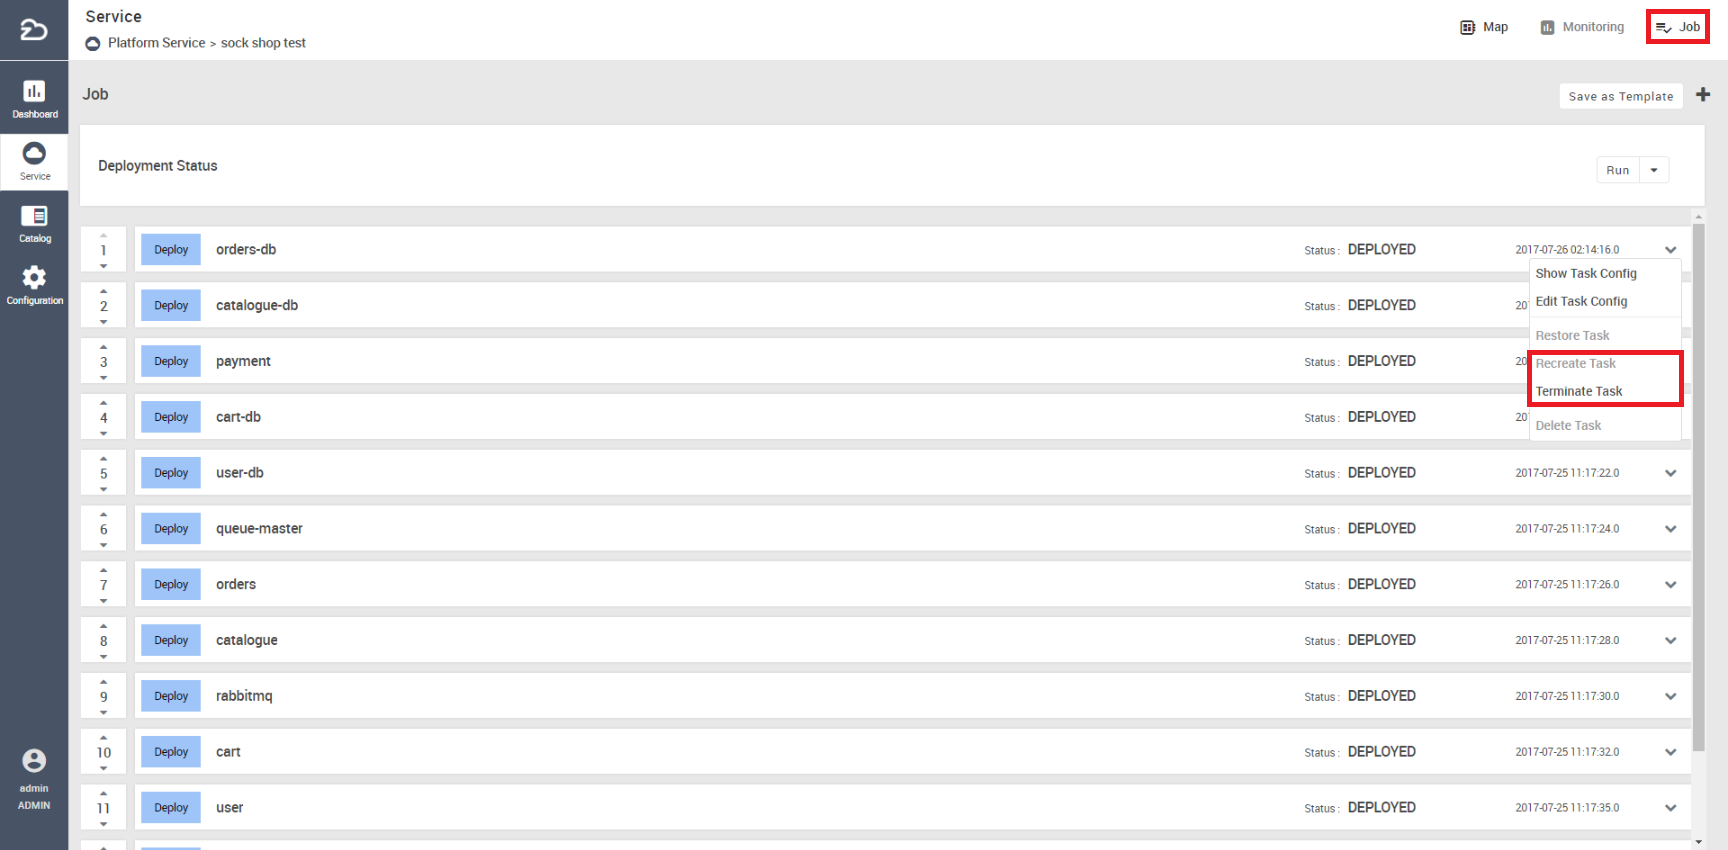 Service
Platform Service > sock shop test
Map
Monitoring
Job
Dashboard
Service
Catalog
Configuration
admin
ADMIN
Job
Save as Template
Deployment Status
Run
1 Deploy orders-db Status : DEPLOYED 2017-07-26 02:14:16.0
2 Deploy catalogue-db Status : DEPLOYED 20
3 Deploy payment Status : DEPLOYED 20
4 Deploy cart-db Status : DEPLOYED 20
Show Task Config
Edit Task Config
Restore Task
Recreate Task
Terminate Task
Delete Task
5 Deploy user-db Status : DEPLOYED 2017-07-25 11:17:22.0
6 Deploy queue-master Status : DEPLOYED 2017-07-25 11:17:24.0
7 Deploy orders Status : DEPLOYED 2017-07-25 11:17:26.0
8 Deploy catalogue Status : DEPLOYED 2017-07-25 11:17:28.0
9 Deploy rabbitmq Status : DEPLOYED 2017-07-25 11:17:30.0
10 Deploy cart Status : DEPLOYED 2017-07-25 11:17:32.0
11 Deploy user Status : DEPLOYED 2017-07-25 11:17:35.0